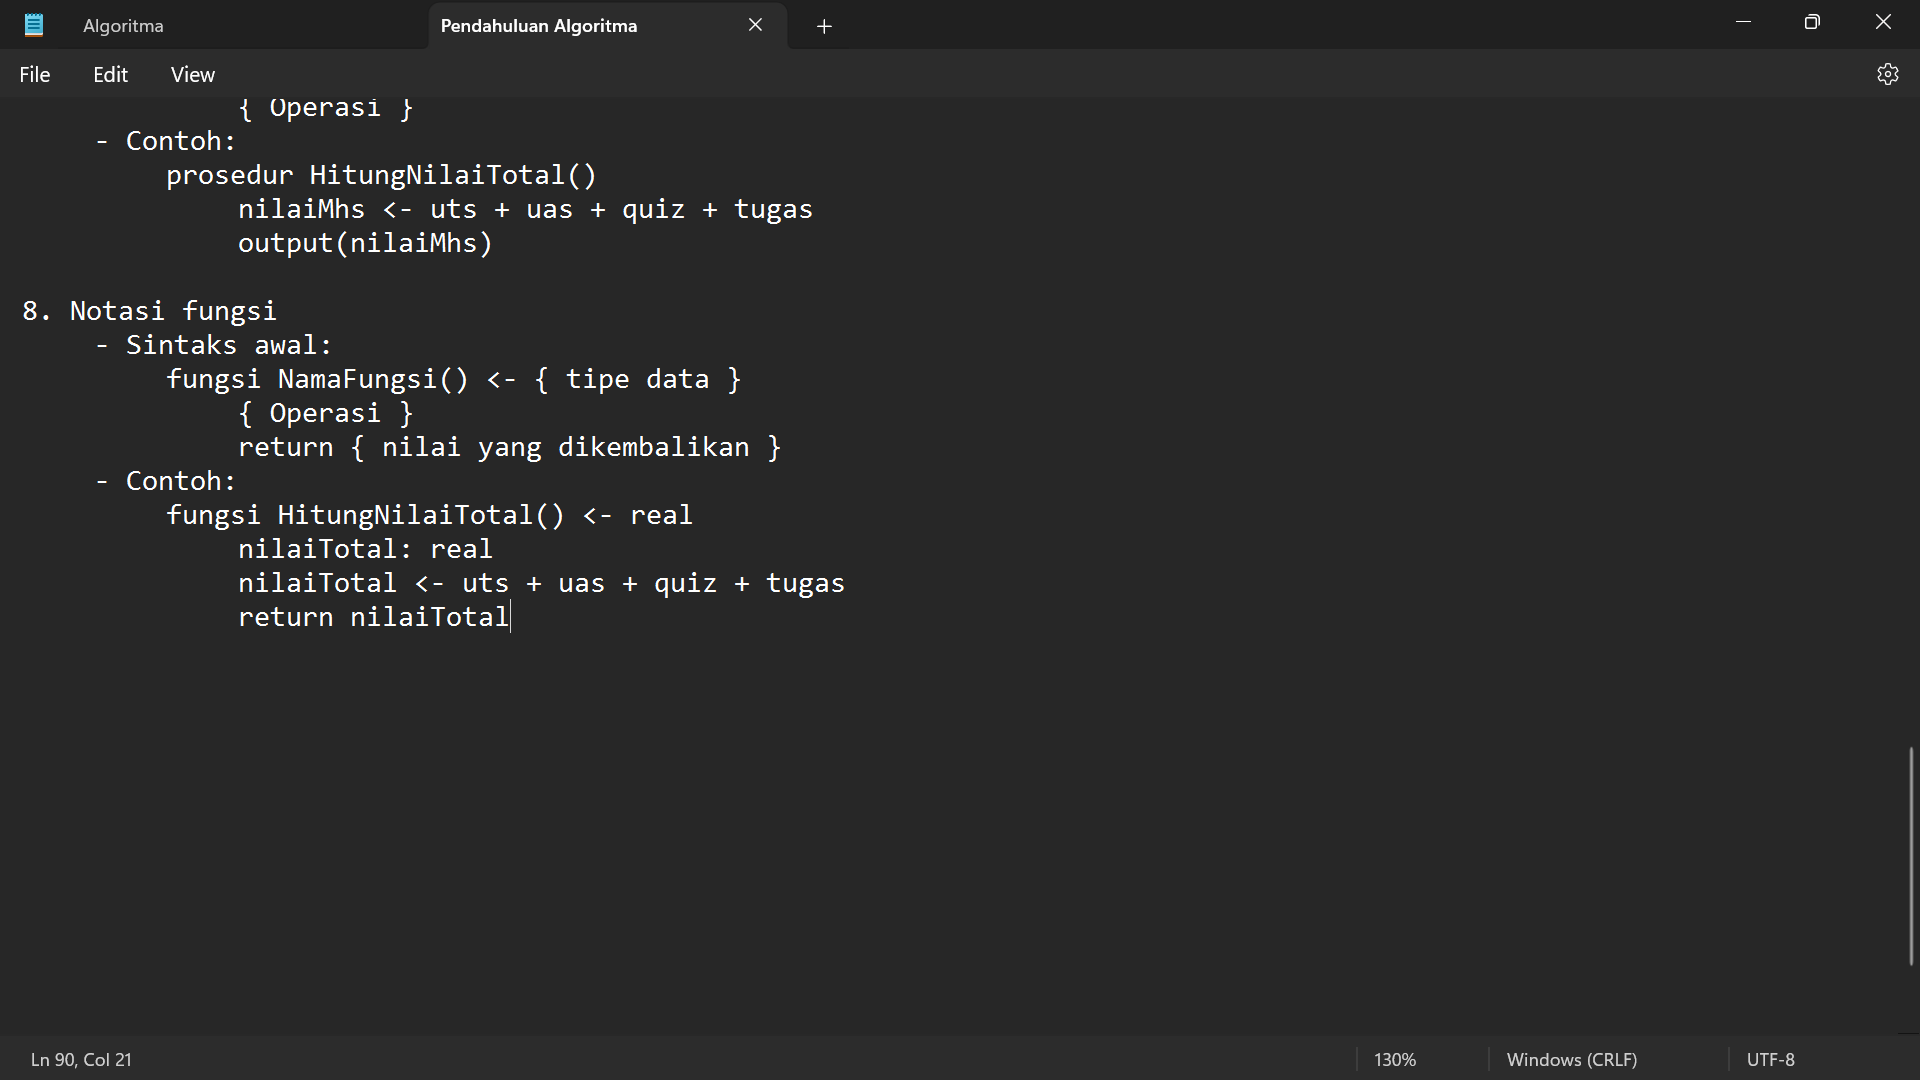 Algoritma
Pendahuluan Algoritma
File Edit View
{ Operasi }
- Contoh:
prosedur HitungNilaiTotal()
nilaiMhs <- uts + uas + quiz + tugas
output(nilaiMhs)
8. Notasi fungsi
- Sintaks awal:
fungsi NamaFungsi() <- { tipe data }
{ Operasi }
return { nilai yang dikembalikan }
- Contoh:
fungsi HitungNilaiTotal() <- real
nilaiTotal: real
nilaiTotal <- uts + uas + quiz + tugas
return nilaiTotal
Ln 90, Col 21
130%
Windows (CRLF)
UTF-8